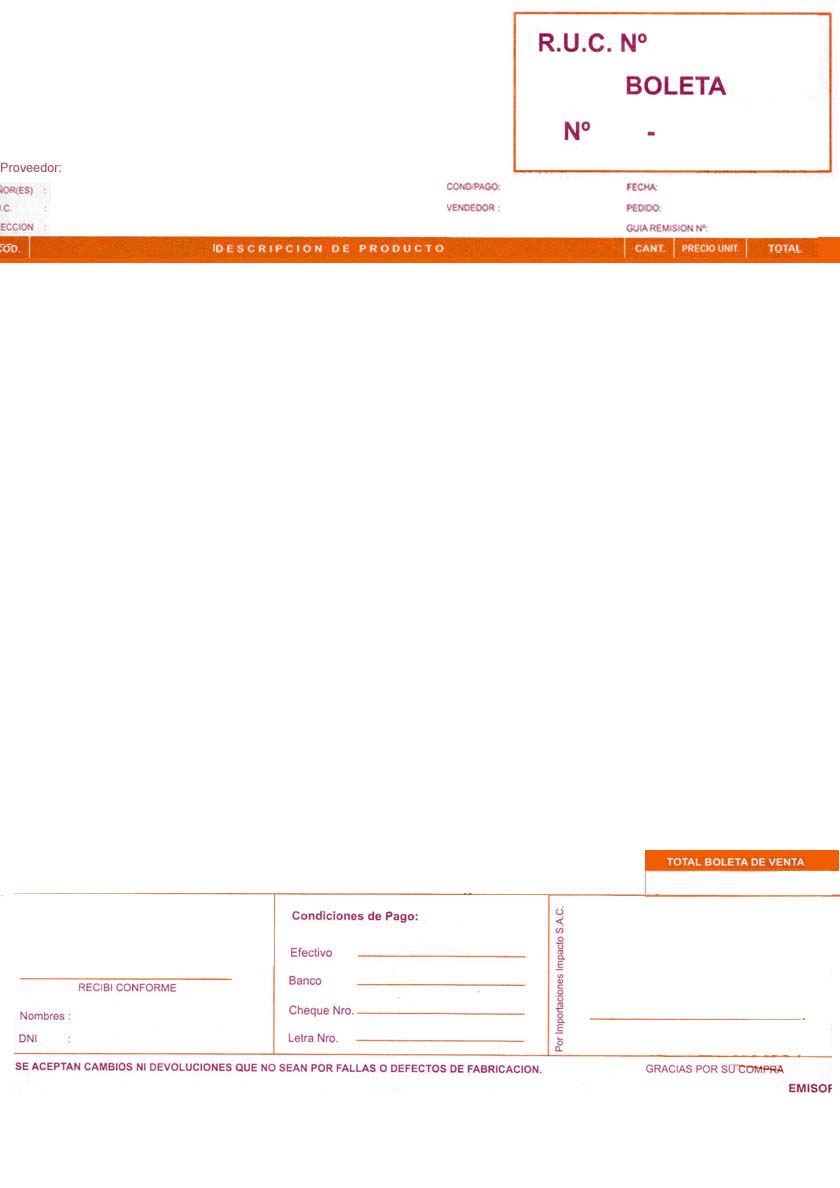 R.U.C. Nº
BOLETA
Nº -
Proveedor:
ÑOR(ES) : COND/PAGO: FECHA:
.C. : VENDEDOR : PEDIDO:
ECCION : GUIA REMISION Nº:
COD. DESCRIPCION DE PRODUCTO CANT. PRECIO UNIT. TOTAL
TOTAL BOLETA DE VENTA
RECIBI CONFORME
Nombres :
DNI :
Condiciones de Pago:
Efectivo
Banco
Cheque Nro.
Letra Nro.
Por Importaciones Impacto S.A.C.
SE ACEPTAN CAMBIOS NI DEVOLUCIONES QUE NO SEAN POR FALLAS O DEFECTOS DE FABRICACION.
GRACIAS POR SU COMPRA
EMISOR